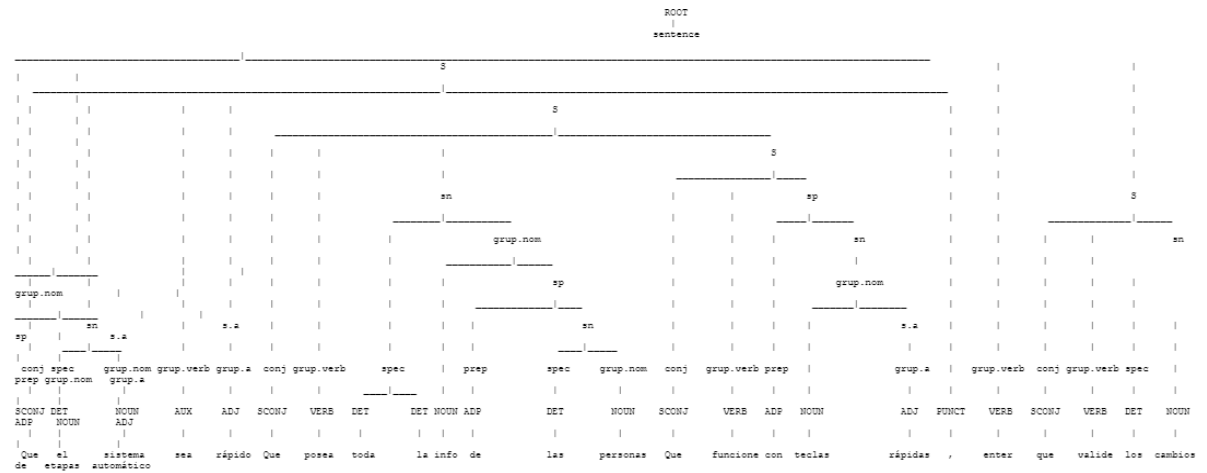 ROOT
sentence
S
S
S
sn sp S
grup.nom sn sn
sp grup.nom
grup.nom
sn s.a sn s.a
sp s.a
conj spec grup.nom grup.verb grup.a conj grup.verb spec prep spec grup.nom conj grup.verb prep grup.a grup.verb conj grup.verb spec
prep grup.nom grup.a
SCONJ DET NOUN AUX ADJ SCONJ VERB DET DET NOUN ADP DET NOUN SCONJ VERB ADP NOUN ADJ PUNCT VERB SCONJ VERB DET NOUN
ADP NOUN ADJ
Que el sistema sea rápido Que posea toda la info de las personas Que funcione con teclas rápidas , enter que valide los cambios
de etapas automático